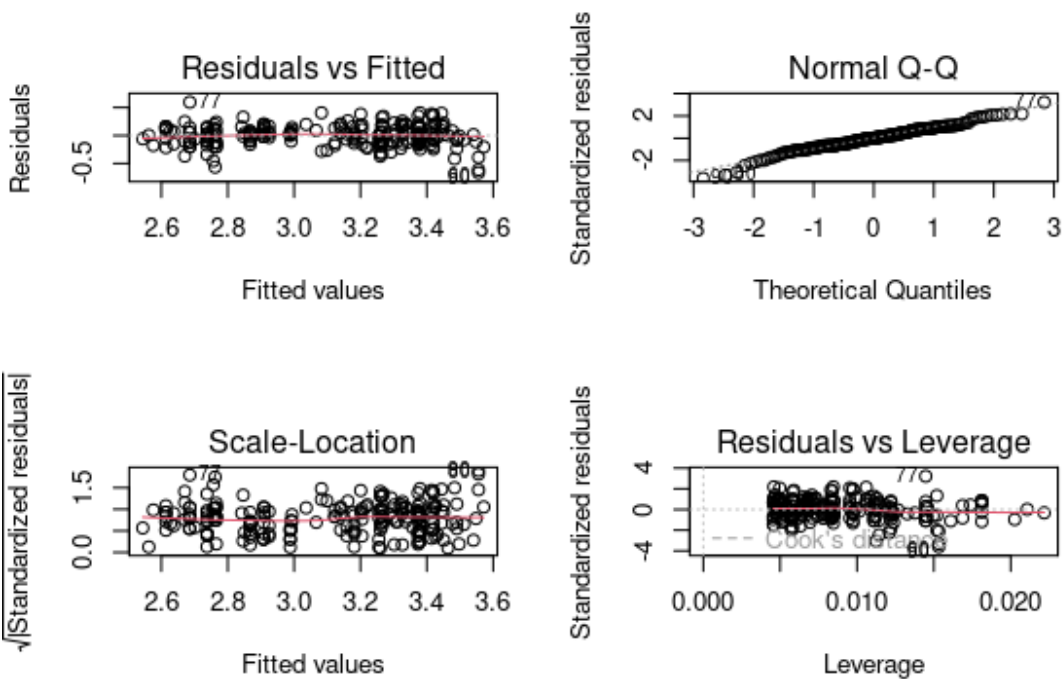 Residuals vs Fitted
Residuals
-0.5
77
60
2.6 2.8 3.0 3.2 3.4 3.6
Fitted values
Normal Q-Q
Standardized residuals
2
-2
77
-3 -2 -1 0 1 2 3
Theoretical Quantiles
Scale-Location
√|Standardized residuals|
1.5
0.0
77
2.6 2.8 3.0 3.2 3.4 3.6
Fitted values
Residuals vs Leverage
Standardized residuals
4
0
-4
77
Cook's distance
60
0.000 0.010 0.020
Leverage